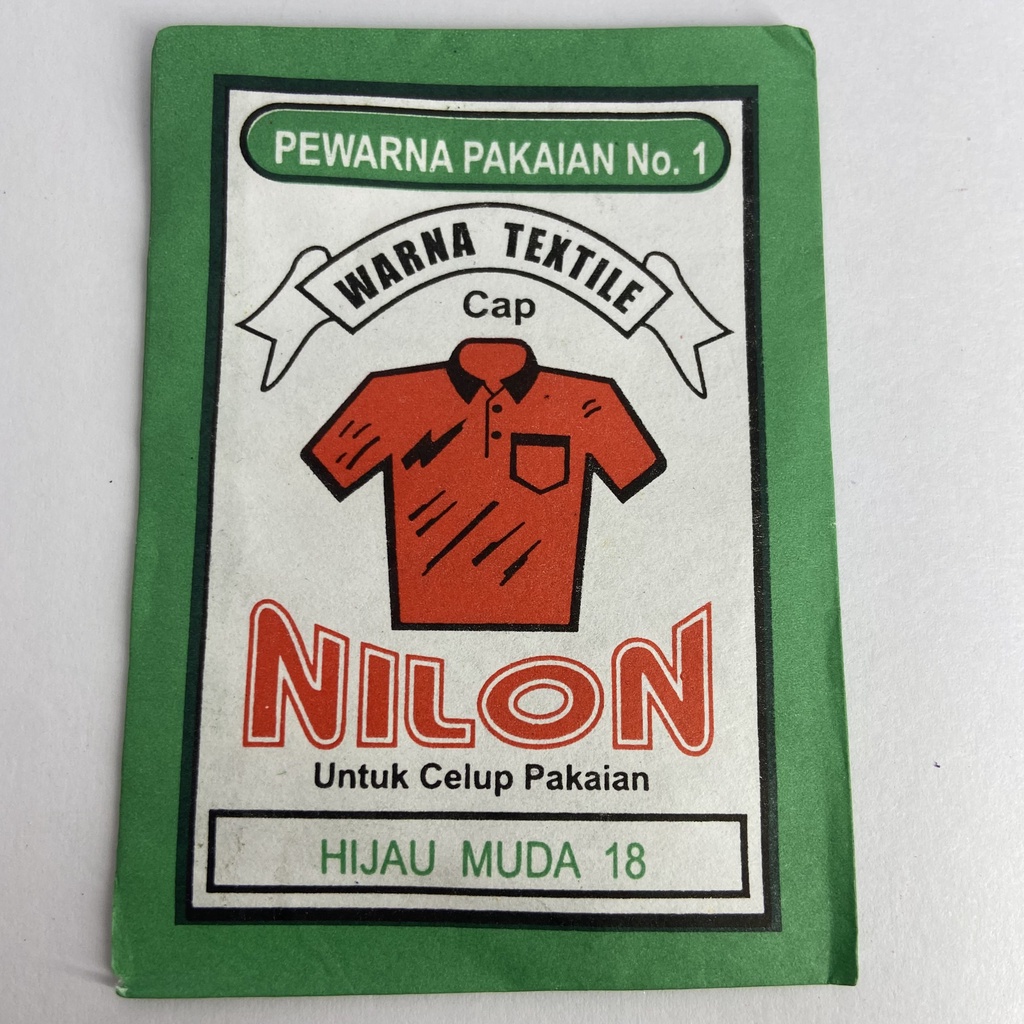 PEWARNA PAKAIAN No. 1
WARNA TEXTILE
Cap
NILON
Untuk Celup Pakaian
HIJAU MUDA 18